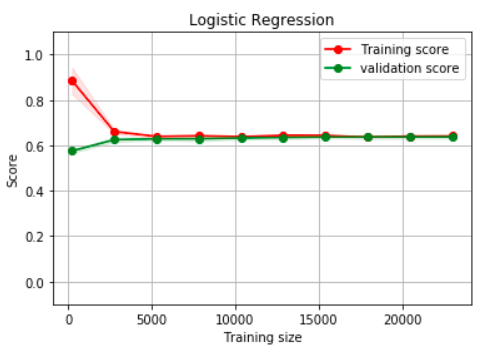 Logistic Regression
Training score
validation score
1.0
0.8
0.6
0.4
0.2
0.0
Score
0
5000
10000
15000
20000
Training size